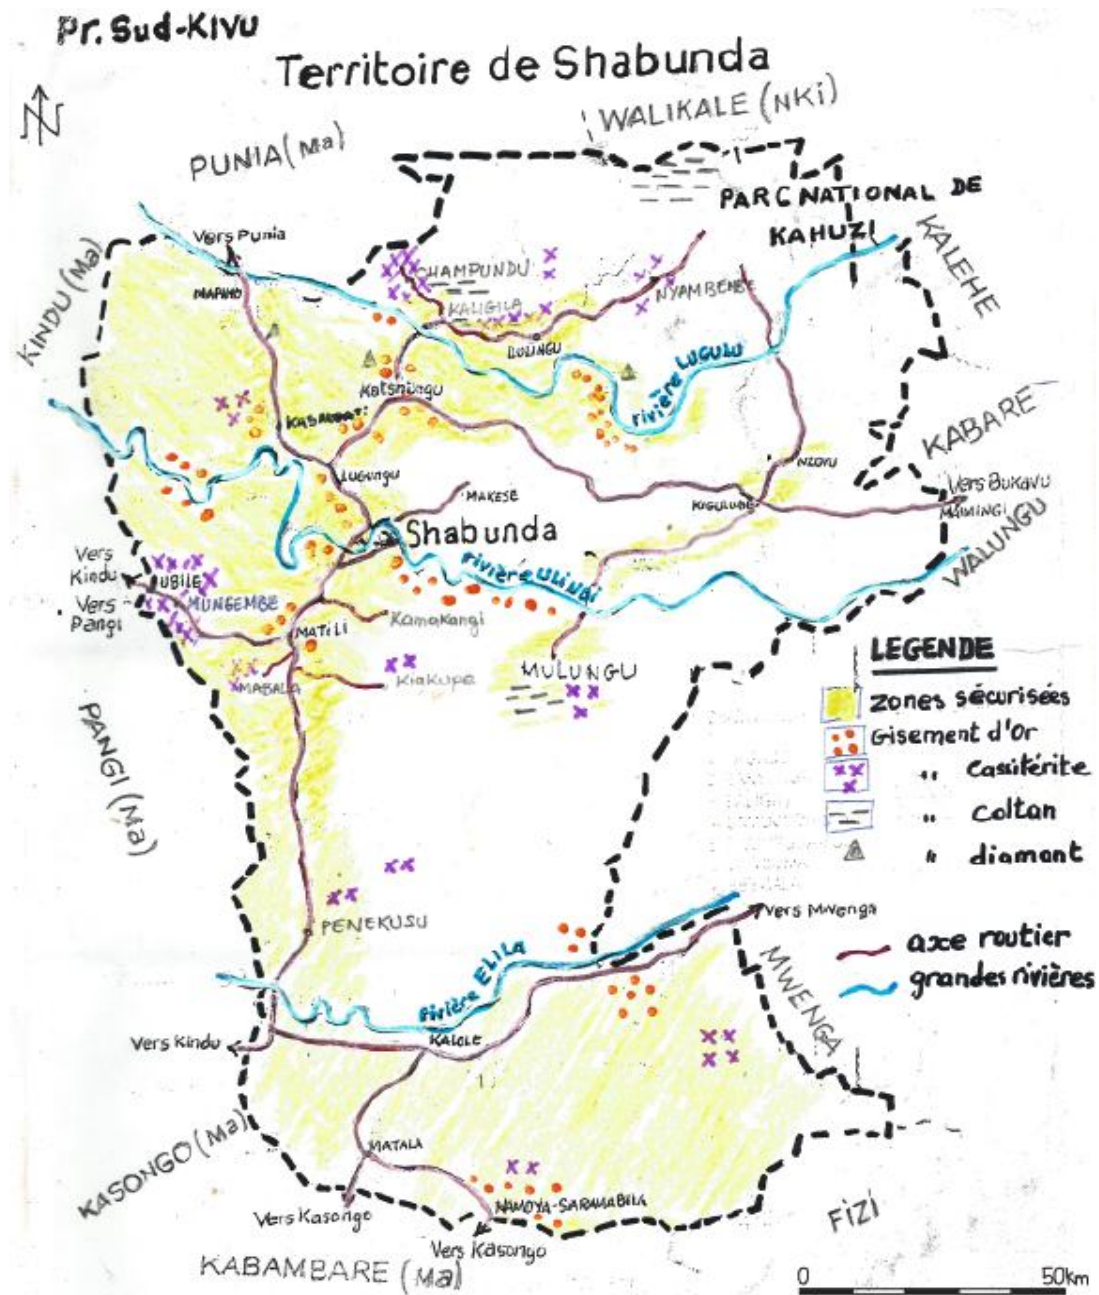 Pr. Sud-KIVU
Territoire de Shabunda
WALIKALE (NKi)
PUNIA (Ma)
PARC NATIONAL DE
KAHUZI
KALEHE
Vers Punia
KINDU (Ma)
CHAMPUNDU
NYAMBEMBE
KALIGILA
LULINGU
rivière LUGULU
Katshungu
KABARE
LUGUNGU
NZOVU
MAKESE
KIGULUBE
Vers Bukavu
MAMINGI
Shabunda
WALUNGU
Vers
Kindu
rivière ULINDI
UBILE
Vers
Pangi
MUNGEMBE
Kamakangi
MATILI
MULUNGU
MABALA
Kiakupe
PANGI (Ma)
LEGENDE
zones sécurisées
Gisement d'Or
" Cassitérite
" Coltan
" diamant
PENEKUSU
Vers Mwenga
axe routier
grandes rivières
MWENGA
rivière ELILA
Vers Kindu
KALOLE
KASONGO (Ma)
MATALA
NAMOYA-SARAMABILA
Vers Kasongo
Vers Kasongo
FIZI
KABAMBARE (Ma)
0 50km